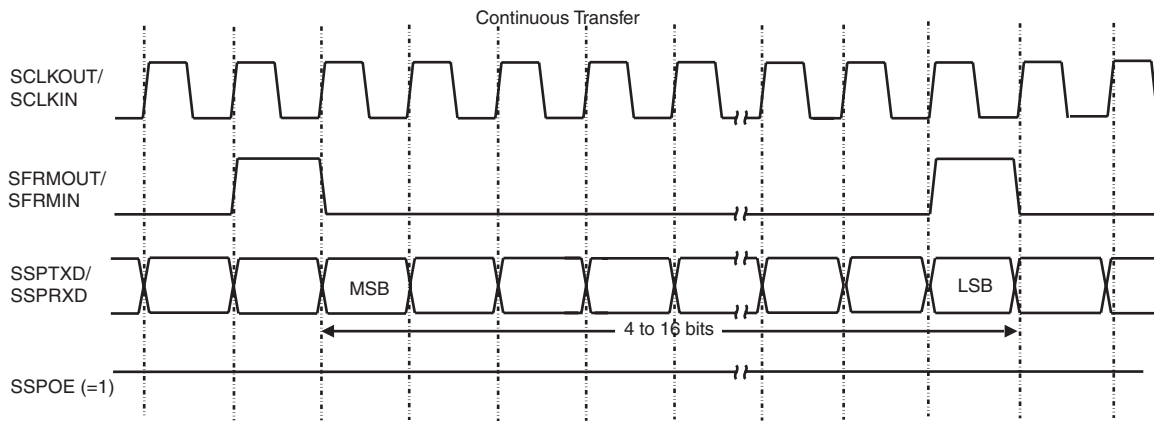 Continuous Transfer
SCLKOUT/
SCLKIN
SFRMOUT/
SFRMIN
SSPTXD/
SSPRXD
MSB
LSB
4 to 16 bits
SSPOE (=1)